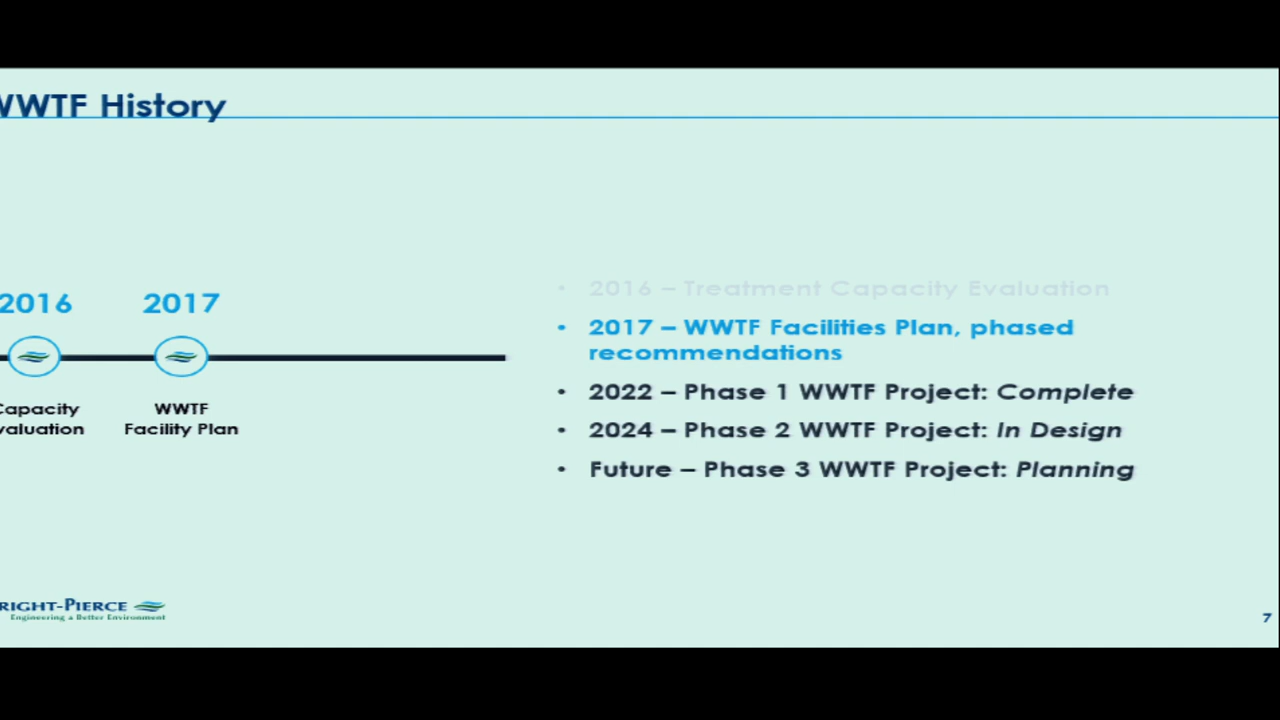 WWTF History
2016
2017
Capacity
valuation
WWTF
Facility Plan
• 2016 – Treatment Capacity Evaluation
• 2017 – WWTF Facilities Plan, phased
recommendations
• 2022 – Phase 1 WWTF Project: Complete
• 2024 – Phase 2 WWTF Project: In Design
• Future – Phase 3 WWTF Project: Planning
RIGHT-PIERCE
Engineering a Better Environment
7